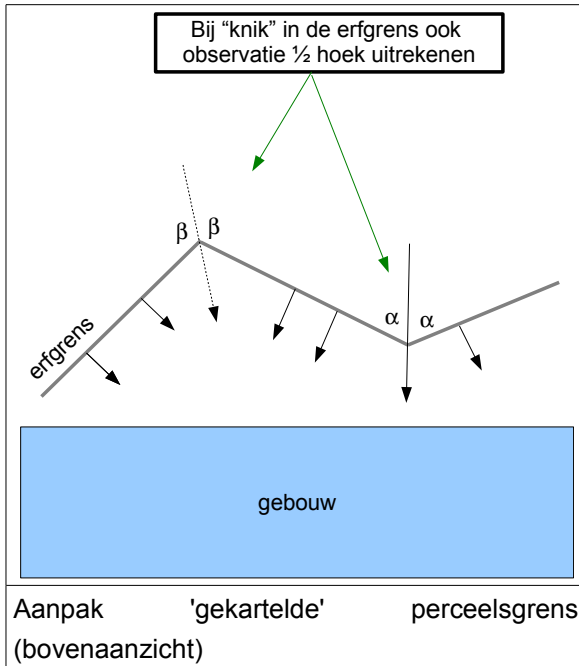 Bij “knik” in de erfgrens ook
observatie ½ hoek uitrekenen
β β
α α
erfgrens
gebouw
Aanpak 'gekartelde' perceelsgrens
(bovenaanzicht)